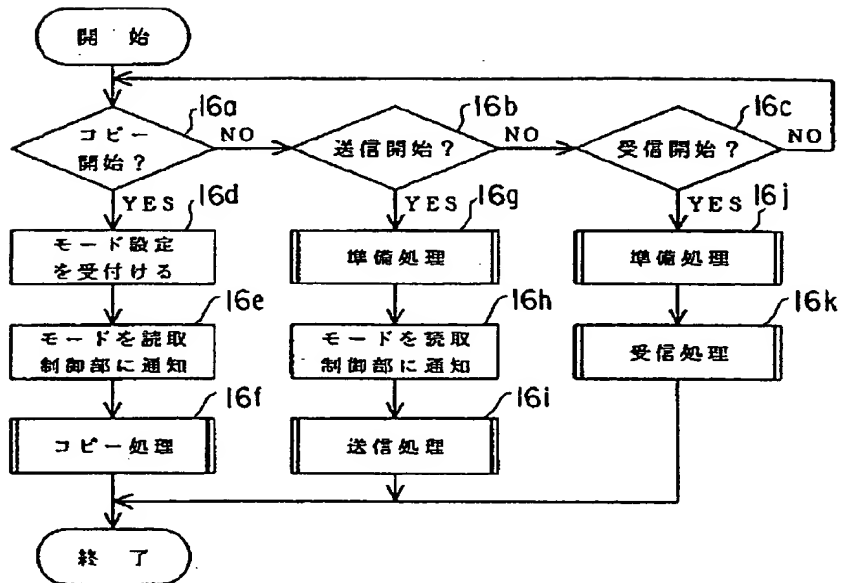 開 始
16a
16b
16c
コピー
開始?
NO
送信開始?
NO
受信開始?
NO
YES
16d
YES
16g
YES
16j
モード設定
を受付ける
準備処理
準備処理
16e
16h
16k
モードを読取
制御部に通知
モードを読取
制御部に通知
受信処理
16f
16i
コピー処理
送信処理
終 了